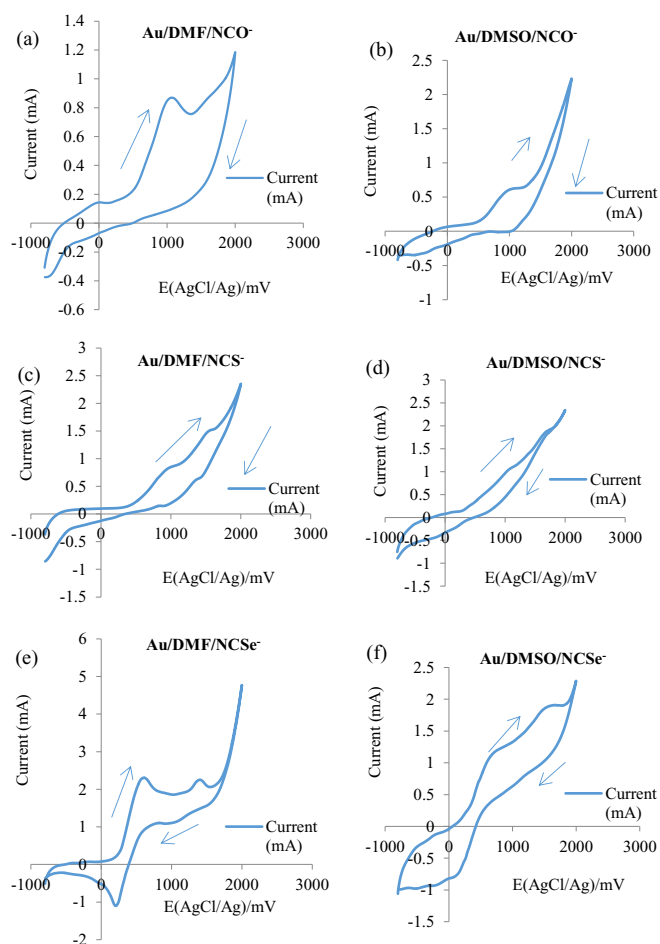 (a)
Au/DMF/NCO⁻
1.4
1.2
1
0.8
0.6
0.4
0.2
0
-0.2
-0.4
-0.6
-1000
0
1000
2000
3000
Current (mA)
E(AgCl/Ag)/mV
Current
(mA)
(b)
Au/DMSO/NCO⁻
2.5
2
1.5
1
0.5
0
-0.5
-1
-1000
0
1000
2000
3000
Current (mA)
E(AgCl/Ag)/mV
Current
(mA)
(c)
Au/DMF/NCS⁻
3
2.5
2
1.5
1
0.5
0
-0.5
-1
-1.5
-1000
0
1000
2000
3000
Current (mA)
E(AgCl/Ag)/mV
Current
(mA)
(d)
Au/DMSO/NCS⁻
3
2.5
2
1.5
1
0.5
0
-0.5
-1
-1.5
-1000
0
1000
2000
3000
Current (mA)
E(AgCl/Ag)/mV
Current
(mA)
(e)
Au/DMF/NCSe⁻
6
5
4
3
2
1
0
-1
-2
-1000
0
1000
2000
3000
Current (mA)
E(AgCl/Ag)/mV
Current
(mA)
(f)
Au/DMSO/NCSe⁻
2.5
2
1.5
1
0.5
0
-0.5
-1
-1.5
-1000
0
1000
2000
3000
Current (mA)
E(AgCl/Ag)/mV
Current
(mA)